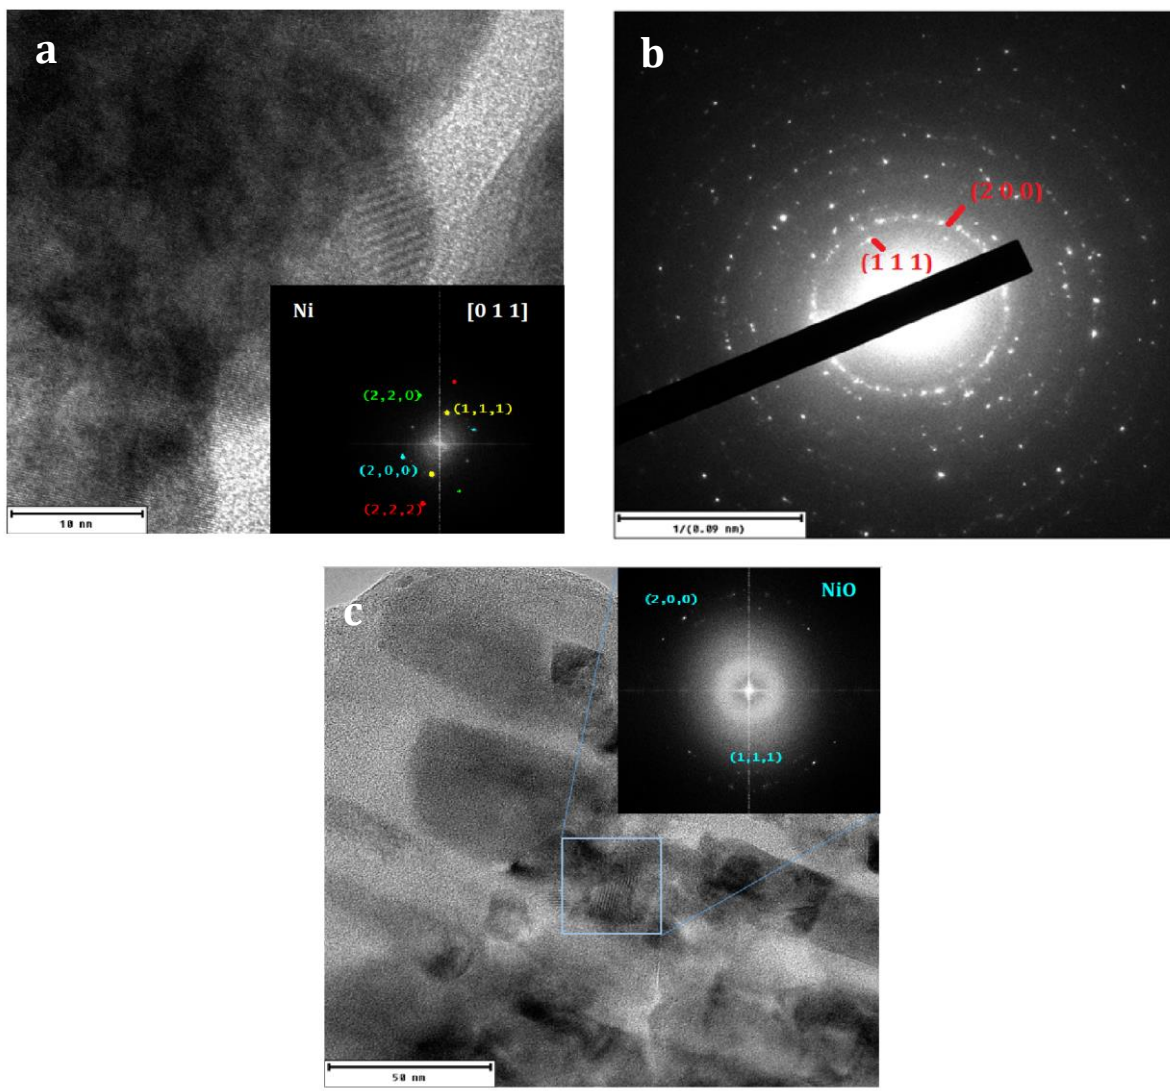 a
Ni
[0 1 1]
(2,2,0)
(1,1,1)
(2,0,0)
(2,2,2)
10 nm
b
(2 0 0)
(1 1 1)
1/(0.09 nm)
c
(2,0,0)
NiO
(1,1,1)
50 nm